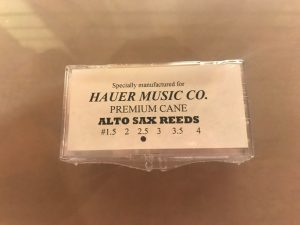 Specially manufactured for
HAUER MUSIC CO.
PREMIUM CANE
ALTO SAX REEDS
#1.5 2 2.5 3 3.5 4